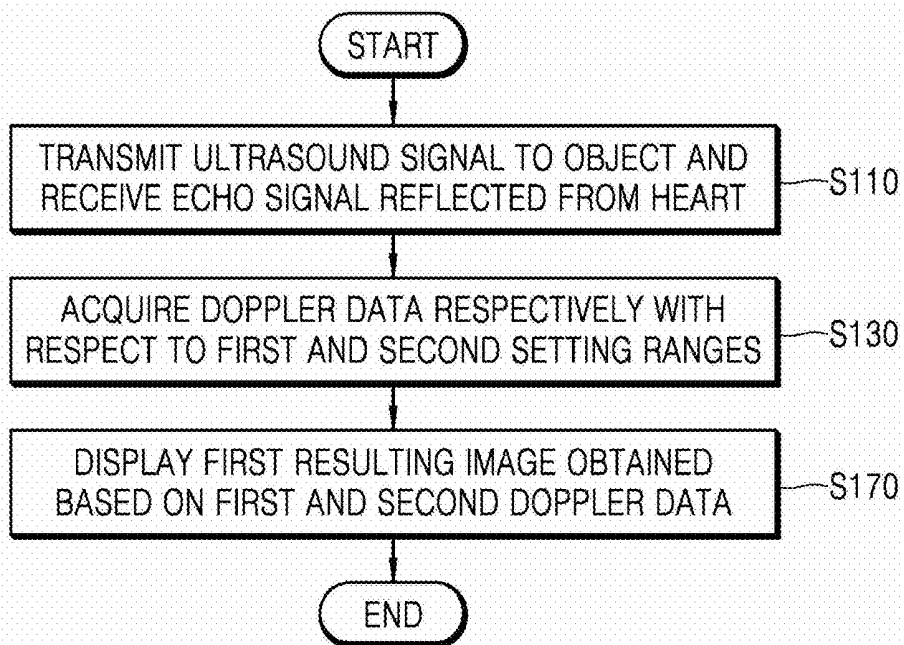 START
TRANSMIT ULTRASOUND SIGNAL TO OBJECT AND
RECEIVE ECHO SIGNAL REFLECTED FROM HEART
S110
ACQUIRE DOPPLER DATA RESPECTIVELY WITH
RESPECT TO FIRST AND SECOND SETTING RANGES
S130
DISPLAY FIRST RESULTING IMAGE OBTAINED
BASED ON FIRST AND SECOND DOPPLER DATA
S170
END